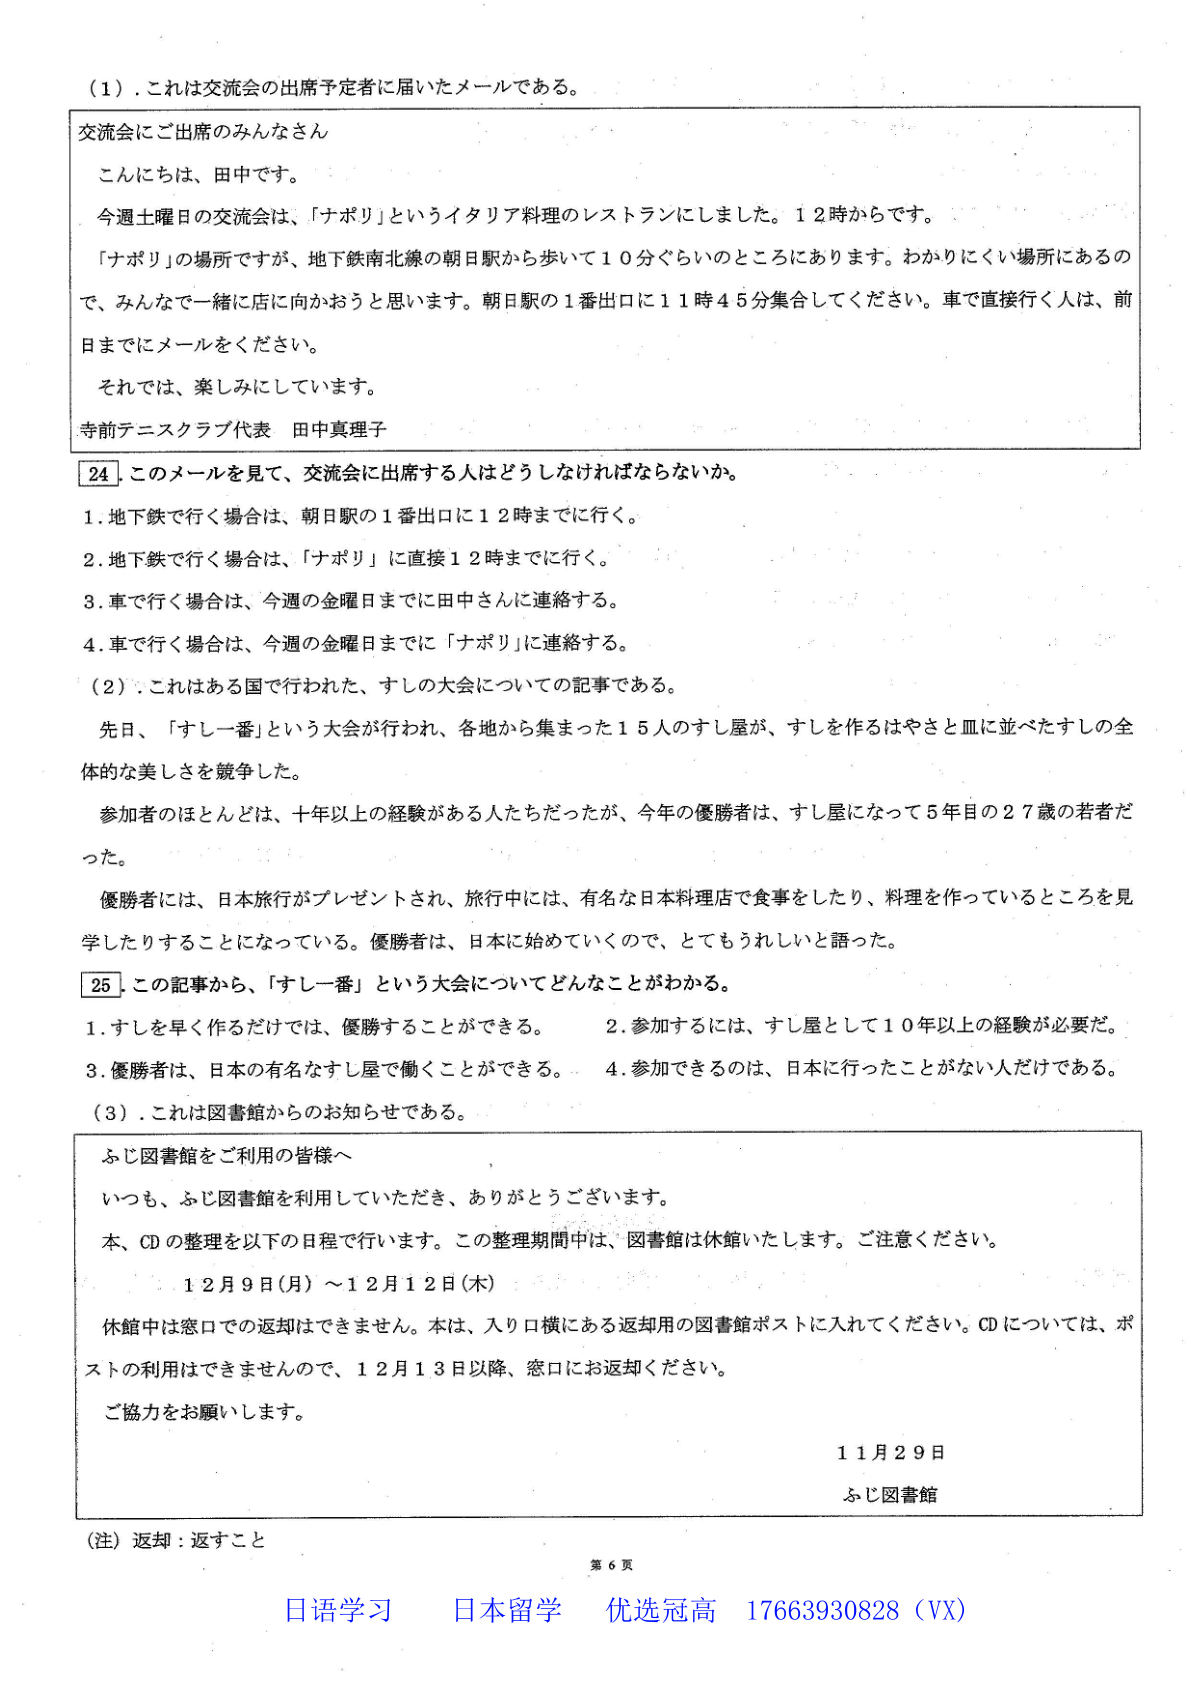 （1）.これは交流会の出席予定者に届いたメールである。
交流会にご出席のみんなさん
こんにちは、田中です。
今週土曜日の交流会は、「ナポリ」というイタリア料理のレストランにしました。１２時からです。
「ナポリ」の場所ですが、地下鉄南北線の朝日駅から歩いて１０分ぐらいのところにあります。わかりにくい場所にあるの
で、みんなで一緒に店に向かおうと思います。朝日駅の１番出口に１１時４５分集合してください。車で直接行く人は、前
日までにメールをください。
それでは、楽しみにしています。
寺前テニスクラブ代表　田中真理子
24.このメールを見て、交流会に出席する人はどうしなければならないか。
1.地下鉄で行く場合は、朝日駅の１番出口に１２時までに行く。
2.地下鉄で行く場合は、「ナポリ」に直接１２時までに行く。
3.車で行く場合は、今週の金曜日までに田中さんに連絡する。
4.車で行く場合は、今週の金曜日までに「ナポリ」に連絡する。
（2）.これはある国で行われた、すしの大会についての記事である。
先日、「すし一番」という大会が行われ、各地から集まった１５人のすし屋が、すしを作るはやさと皿に並べたすしの全
体的な美しさを競争した。
参加者のほとんどは、十年以上の経験がある人たちだったが、今年の優勝者は、すし屋になって５年目の２７歳の若者だ
った。
優勝者には、日本旅行がプレゼントされ、旅行中には、有名な日本料理店で食事をしたり、料理を作っているところを見
学したりすることになっている。優勝者は、日本に始めていくので、とてもうれしいと語った。
25.この記事から、「すし一番」という大会についてどんなことがわかる。
1.すしを早く作るだけでは、優勝することができる。　2.参加するには、すし屋として１０年以上の経験が必要だ。
3.優勝者は、日本の有名なすし屋で働くことができる。　4.参加できるのは、日本に行ったことがない人だけである。
（3）.これは図書館からのお知らせである。
ふじ図書館をご利用の皆様へ
いつも、ふじ図書館を利用していただき、ありがとうございます。
本、CDの整理を以下の日程で行います。この整理期間中は、図書館は休館いたします。ご注意ください。
１２月９日(月)～１２月１２日(木)
休館中は窓口での返却はできません。本は、入り口横にある返却用の図書館ポストに入れてください。CDについては、ポ
ストの利用はできませんので、１２月１３日以降、窓口にお返却ください。
ご協力をお願いします。
１１月２９日
ふじ図書館
（注）返却：返すこと
第 6 页
日语学习　日本留学　优选冠高　17663930828（VX）